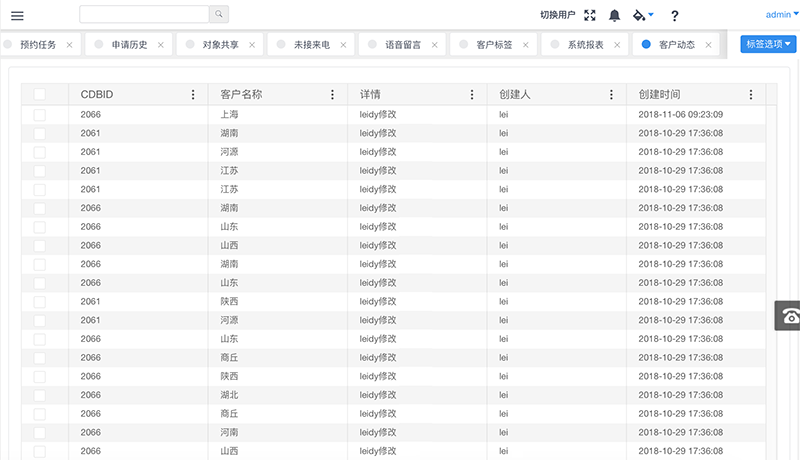 切换用户 ? admin
预约任务 × 申请历史 × 对象共享 × 未接来电 × 语音留言 × 客户标签 × 系统报表 × 客户动态 × 标签选项
CDBID 客户名称 详情 创建人 创建时间
2066 上海 leidy修改 lei 2018-11-06 09:23:09
2061 湖南 leidy修改 lei 2018-10-29 17:36:08
2061 河源 leidy修改 lei 2018-10-29 17:36:08
2061 江苏 leidy修改 lei 2018-10-29 17:36:08
2061 江苏 leidy修改 lei 2018-10-29 17:36:08
2066 湖南 leidy修改 lei 2018-10-29 17:36:08
2066 山东 leidy修改 lei 2018-10-29 17:36:08
2066 山西 leidy修改 lei 2018-10-29 17:36:08
2066 湖南 leidy修改 lei 2018-10-29 17:36:08
2066 山东 leidy修改 lei 2018-10-29 17:36:08
2061 陕西 leidy修改 lei 2018-10-29 17:36:08
2061 河源 leidy修改 lei 2018-10-29 17:36:08
2066 山东 leidy修改 lei 2018-10-29 17:36:08
2066 商丘 leidy修改 lei 2018-10-29 17:36:08
2066 陕西 leidy修改 lei 2018-10-29 17:36:08
2066 湖北 leidy修改 lei 2018-10-29 17:36:08
2066 商丘 leidy修改 lei 2018-10-29 17:36:08
2066 河南 leidy修改 lei 2018-10-29 17:36:08
2066 山西 leidy修改 lei 2018-10-29 17:36:08